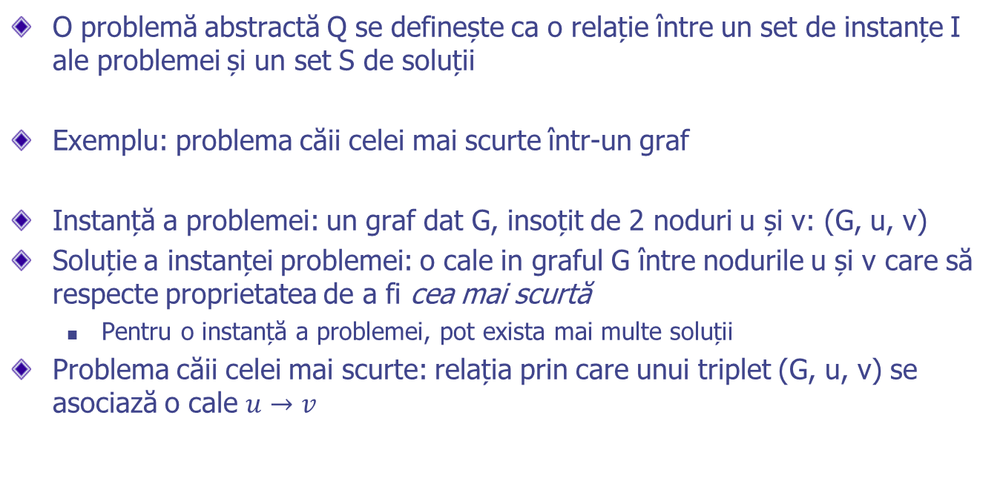 O problemă abstractă Q se definește ca o relație între un set de instanțe I
ale problemei și un set S de soluții
Exemplu: problema căii celei mai scurte într-un graf
Instanță a problemei: un graf dat G, insoțit de 2 noduri u și v: (G, u, v)
Soluție a instanței problemei: o cale in graful G între nodurile u și v care să
respecte proprietatea de a fi cea mai scurtă
Pentru o instanță a problemei, pot exista mai multe soluții
Problema căii celei mai scurte: relația prin care unui triplet (G, u, v) se
asociază o cale u → v